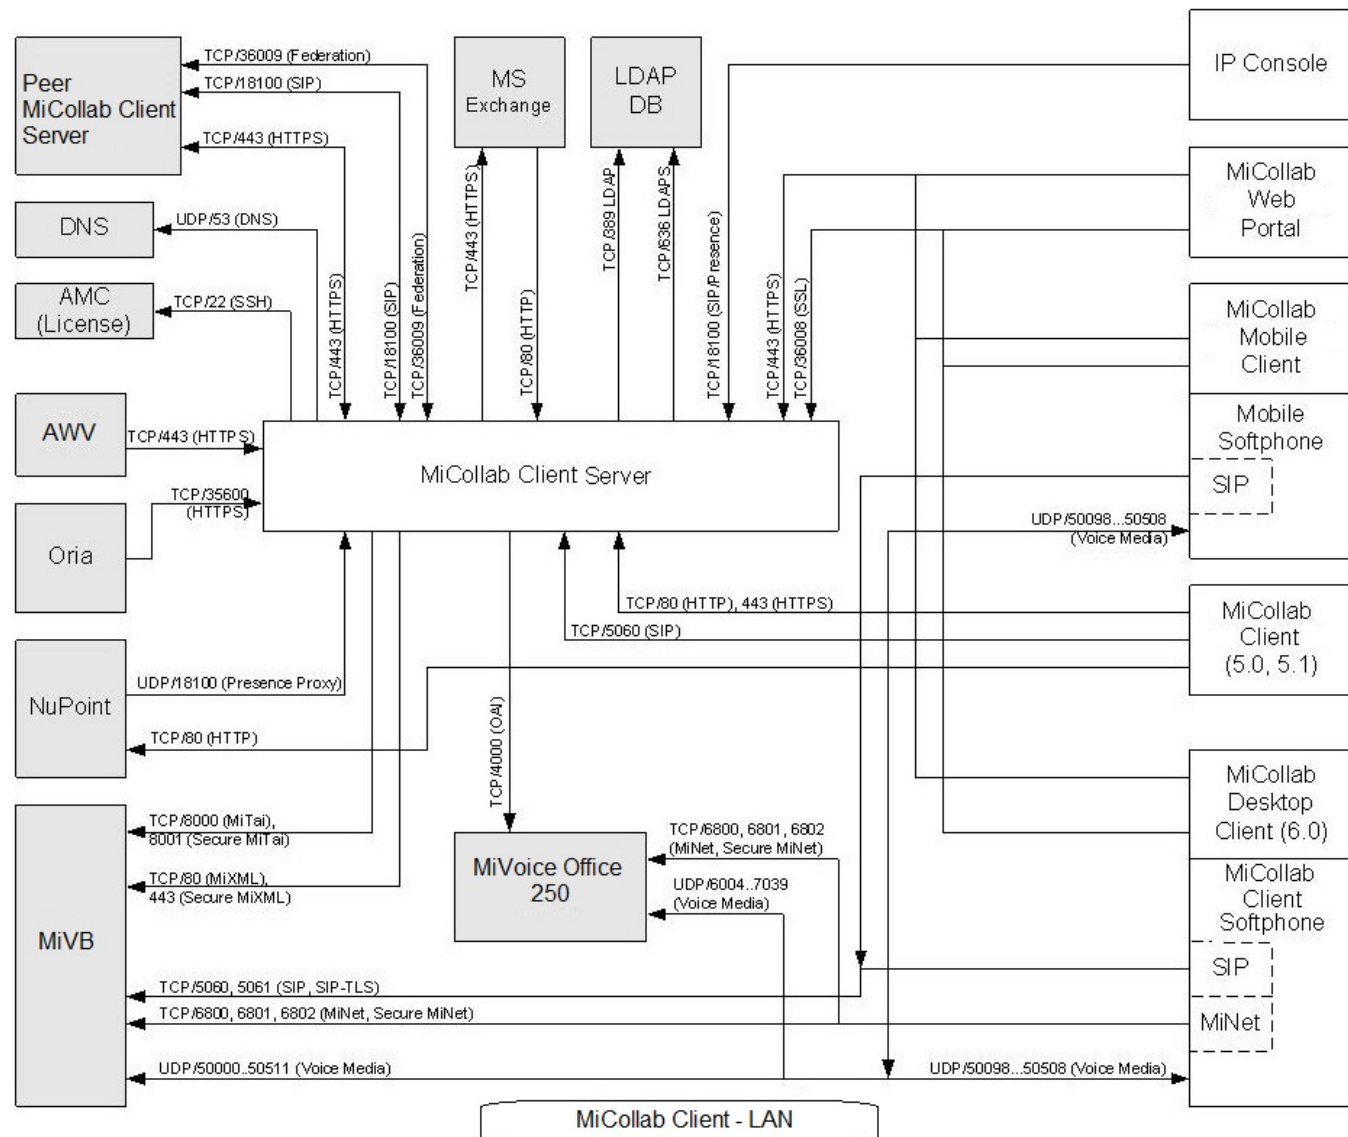 Peer
MiCollab Client
Server
TCP/36009 (Federation)
TCP/18100 (SIP)
TCP/443 (HTTPS)
MS
Exchange
LDAP
DB
IP Console
DNS
UDP/53 (DNS)
AMC
(License)
TCP/22 (SSH)
TCP/443 (HTTPS)
TCP/18100 (SIP)
TCP/36009 (Federation)
TCP/443 (HTTPS)
TCP/80 (HTTP)
TCP/389 LDAP
TCP/636 LDAPS
TCP/18100 (SIP/Presence)
TCP/443 (HTTPS)
TCP/36008 (SSL)
MiCollab
Web
Portal
MiCollab
Mobile
Client
Mobile
Softphone
SIP
UDP/50098...50508
(Voice Media)
AWV
TCP/443 (HTTPS)
MiCollab Client Server
Oria
TCP/35600
(HTTPS)
TCP/80 (HTTP), 443 (HTTPS)
TCP/5060 (SIP)
MiCollab
Client
(5.0, 5.1)
NuPoint
UDP/18100 (Presence Proxy)
TCP/80 (HTTP)
TCP/4000 (OAI)
MiCollab
Desktop
Client (6.0)
MiCollab
Client
Softphone
SIP
MiNet
MiVB
TCP/8000 (MiTai),
8001 (Secure MiTai)
TCP/80 (MiXML),
443 (Secure MiXML)
MiVoice Office
250
TCP/6800, 6801, 6802
(MiNet, Secure MiNet)
UDP/6004..7039
(Voice Media)
TCP/5060, 5061 (SIP, SIP-TLS)
TCP/6800, 6801, 6802 (MiNet, Secure MiNet)
UDP/50000..50511 (Voice Media)
UDP/50098...50508 (Voice Media)
MiCollab Client - LAN